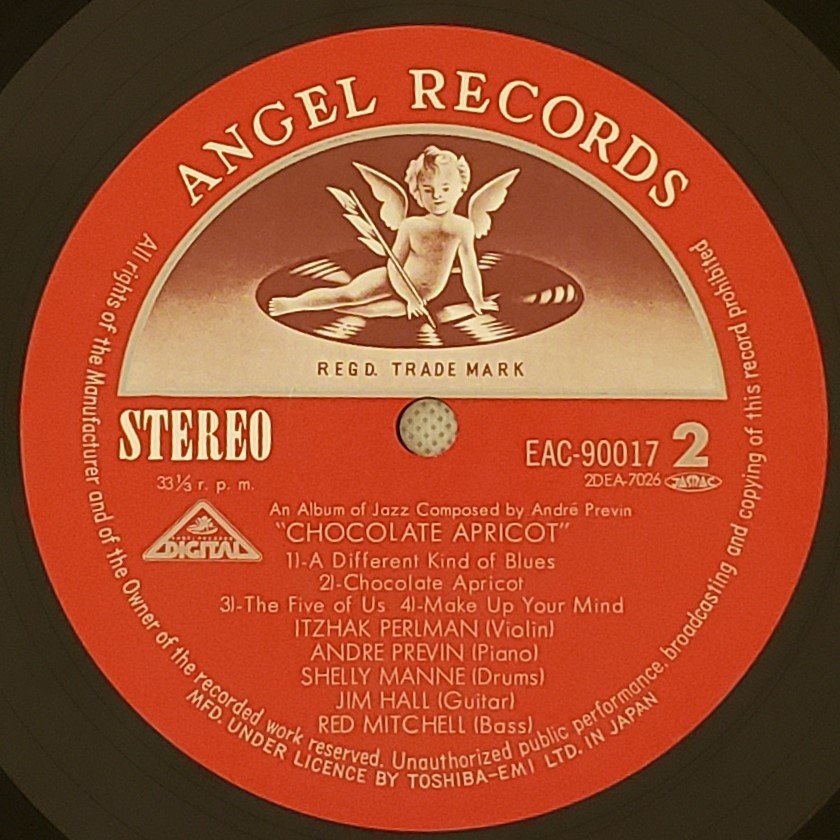 ANGEL RECORDS
REGD. TRADE MARK
STEREO
33⅓ r. p. m.
EAC-90017 2
2DEA-7026 JASRAC
DIGITAL
An Album of Jazz Composed by André Previn
"CHOCOLATE APRICOT"
1)-A Different Kind of Blues
2)-Chocolate Apricot
3)-The Five of Us 4)-Make Up Your Mind
ITZHAK PERLMAN (Violin)
ANDRE PREVIN (Piano)
SHELLY MANNE (Drums)
JIM HALL (Guitar)
RED MITCHELL (Bass)
All rights of the Manufacturer and of the Owner of the recorded work reserved. Unauthorized public performance, broadcasting and copying of this record prohibited
MFD. UNDER LICENCE BY TOSHIBA-EMI LTD. IN JAPAN